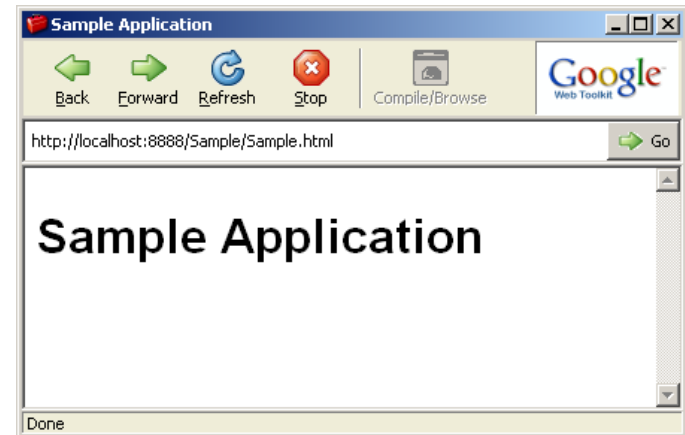 Sample Application
Back Forward Refresh Stop Compile/Browse Google
Web Toolkit
http://localhost:8888/Sample/Sample.html Go
Sample Application
Done